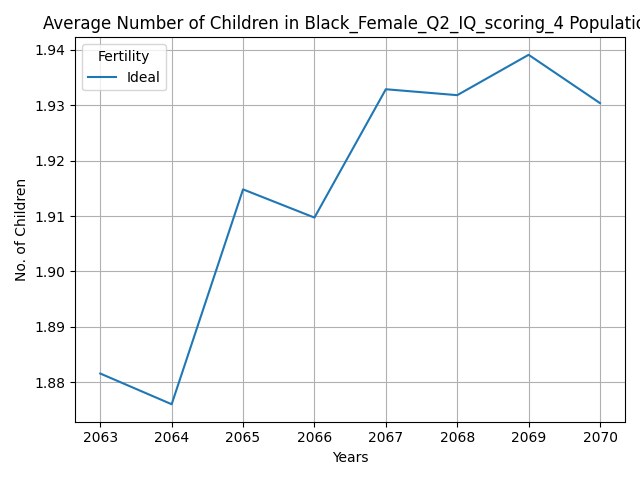 Average Number of Children in Black_Female_Q2_IQ_scoring_4 Populatio
1.94
Fertility
Ideal
1.93
1.92
1.91
1.90
1.89
1.88
No. of Children
2063 2064 2065 2066 2067 2068 2069 2070
Years